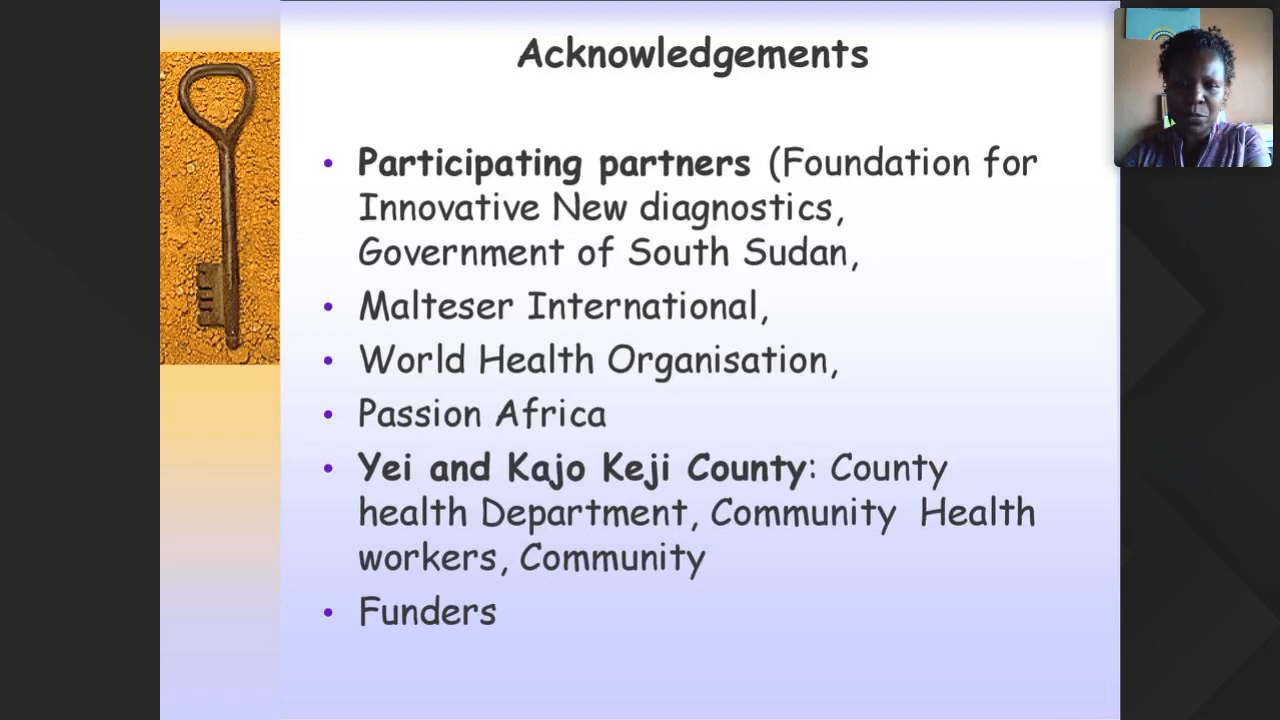 Acknowledgements
• Participating partners (Foundation for
Innovative New diagnostics,
Government of South Sudan,
• Malteser International,
• World Health Organisation,
• Passion Africa
• Yei and Kajo Keji County: County
health Department, Community Health
workers, Community
• Funders